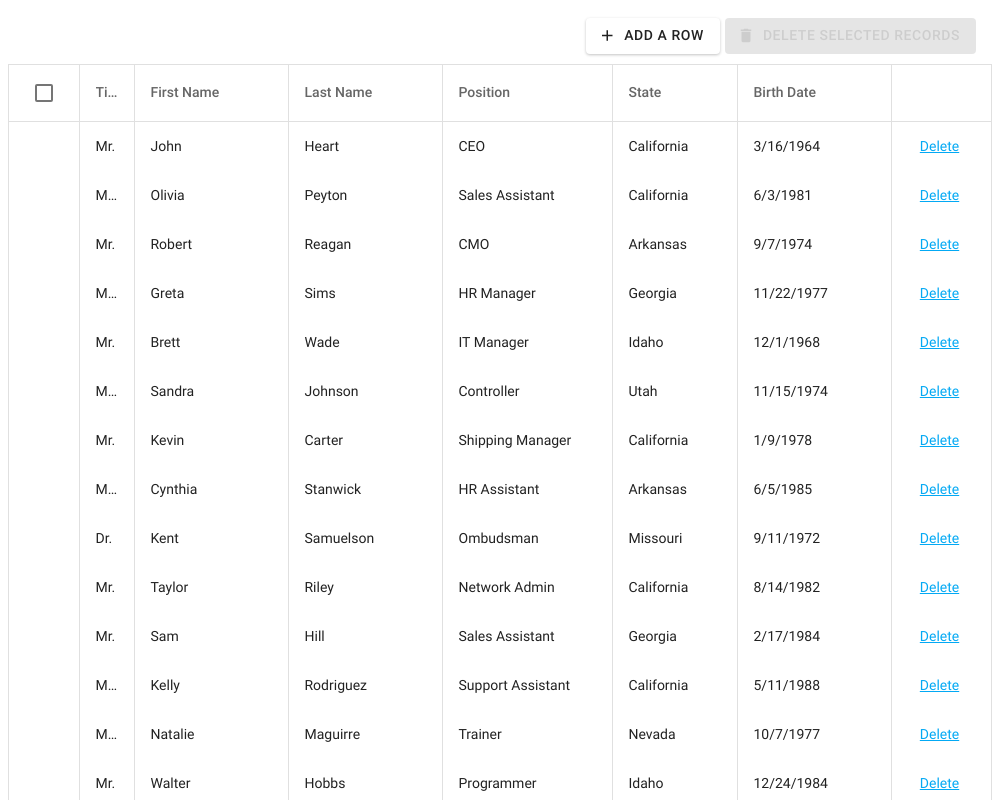 ADD A ROW DELETE SELECTED RECORDS
Ti... First Name Last Name Position State Birth Date
Mr. John Heart CEO California 3/16/1964 Delete
M... Olivia Peyton Sales Assistant California 6/3/1981 Delete
Mr. Robert Reagan CMO Arkansas 9/7/1974 Delete
M... Greta Sims HR Manager Georgia 11/22/1977 Delete
Mr. Brett Wade IT Manager Idaho 12/1/1968 Delete
M... Sandra Johnson Controller Utah 11/15/1974 Delete
Mr. Kevin Carter Shipping Manager California 1/9/1978 Delete
M... Cynthia Stanwick HR Assistant Arkansas 6/5/1985 Delete
Dr. Kent Samuelson Ombudsman Missouri 9/11/1972 Delete
Mr. Taylor Riley Network Admin California 8/14/1982 Delete
Mr. Sam Hill Sales Assistant Georgia 2/17/1984 Delete
M... Kelly Rodriguez Support Assistant California 5/11/1988 Delete
M... Natalie Maguirre Trainer Nevada 10/7/1977 Delete
Mr. Walter Hobbs Programmer Idaho 12/24/1984 Delete